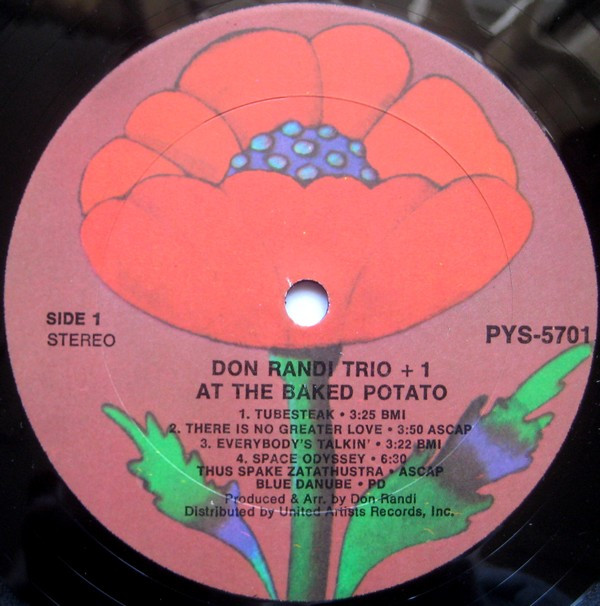 SIDE 1
STEREO
PYS-5701
DON RANDI TRIO + 1
AT THE BAKED POTATO
1. TUBESTEAK • 3:25 BMI
2. THERE IS NO GREATER LOVE • 3:50 ASCAP
3. EVERYBODY'S TALKIN' • 3:22 BMI
4. SPACE ODYSSEY • 6:30
THUS SPAKE ZATATHUSTRA • ASCAP
BLUE DANUBE • PD
Produced & Arr. by Don Randi
Distributed by United Artists Records, Inc.